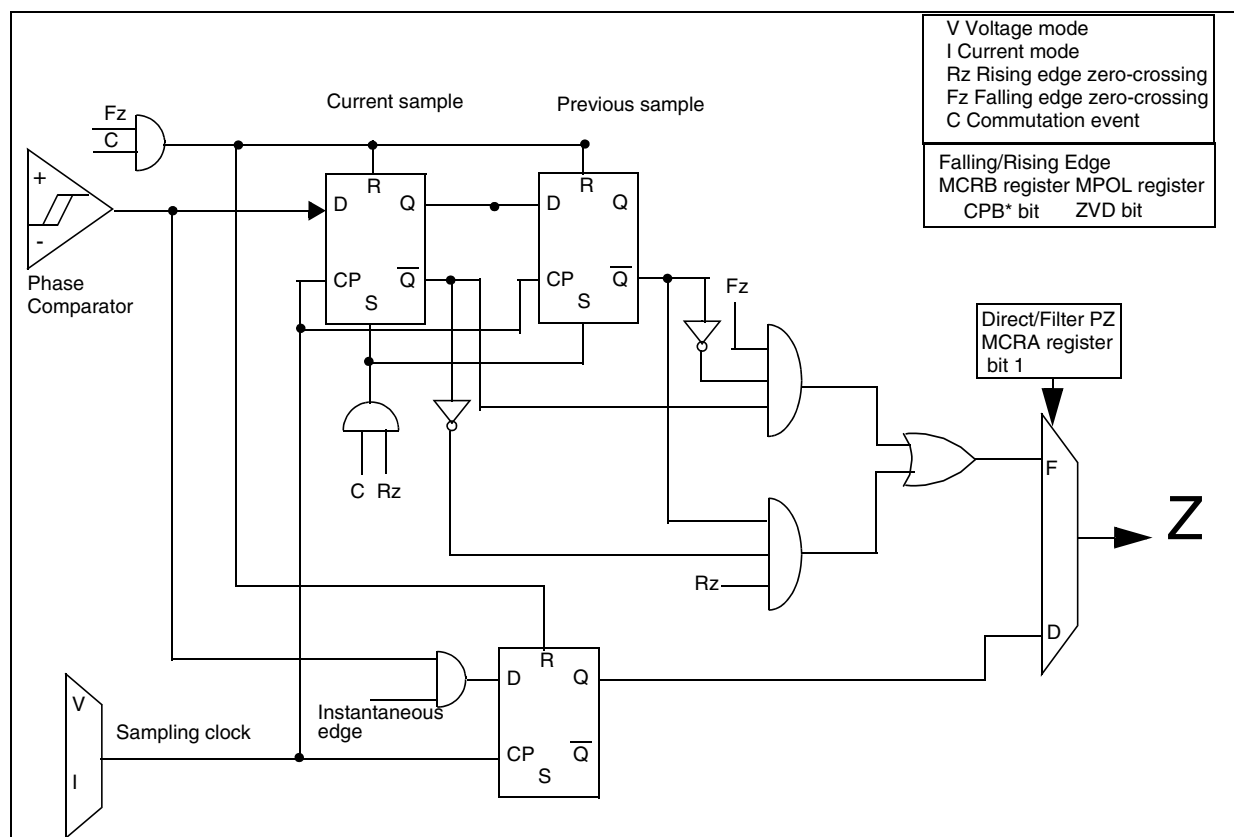 V Voltage mode
I Current mode
Rz Rising edge zero-crossing
Fz Falling edge zero-crossing
C Commutation event
Falling/Rising Edge
MCRB register MPOL register
CPB* bit ZVD bit
Current sample
Previous sample
Fz
C
+
-
Phase
Comparator
R
D Q
CP Q
S
R
D Q
CP Q
S
Fz
C Rz
Rz
Direct/Filter PZ
MCRA register
bit 1
F
D
Z
Instantaneous
edge
R
D Q
CP Q
S
V
I
Sampling clock